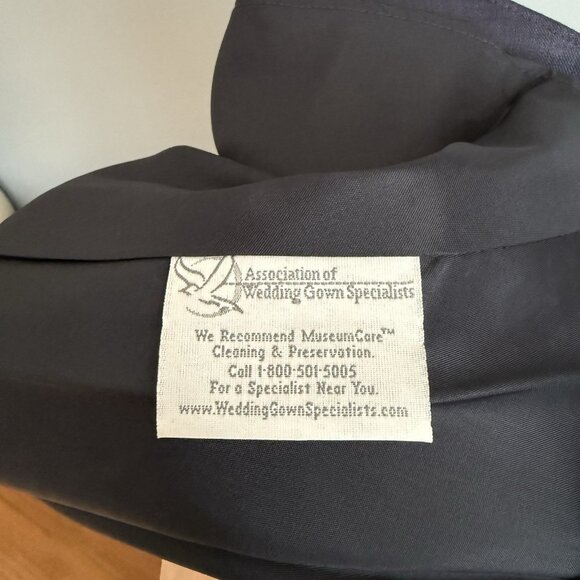 Association of
Wedding Gown Specialists
We Recommend MuseumCare™
Cleaning & Preservation.
Call 1-800-501-5005
For a Specialist Near You.
www.WeddingGownSpecialists.com